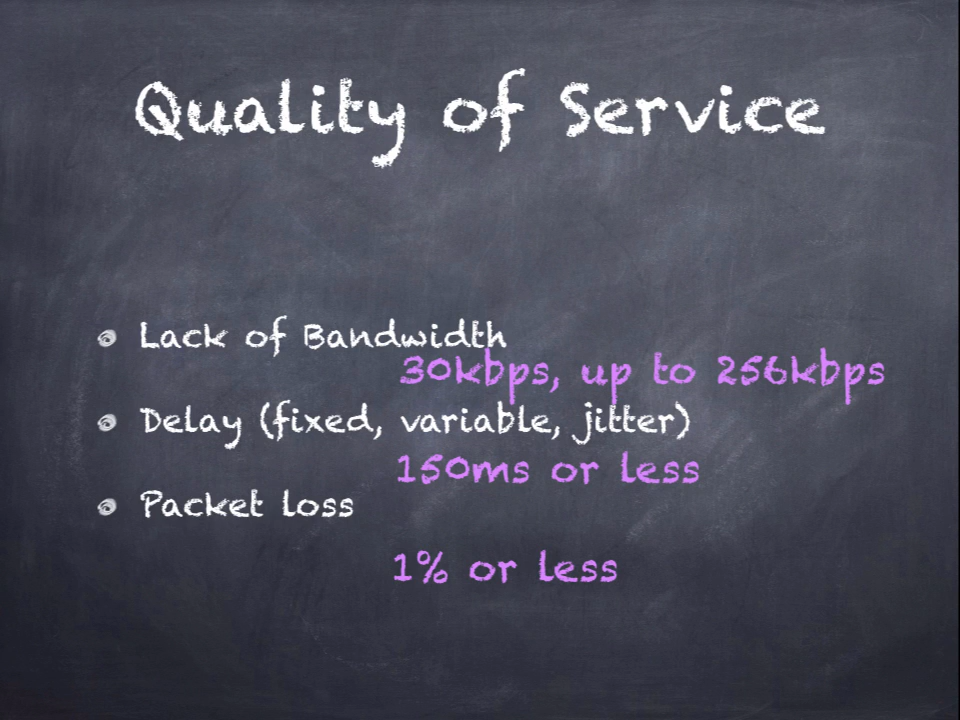 Quality of Service
Lack of Bandwidth
30kbps, up to 256kbps
Delay (fixed, variable, jitter)
150ms or less
Packet loss
1% or less